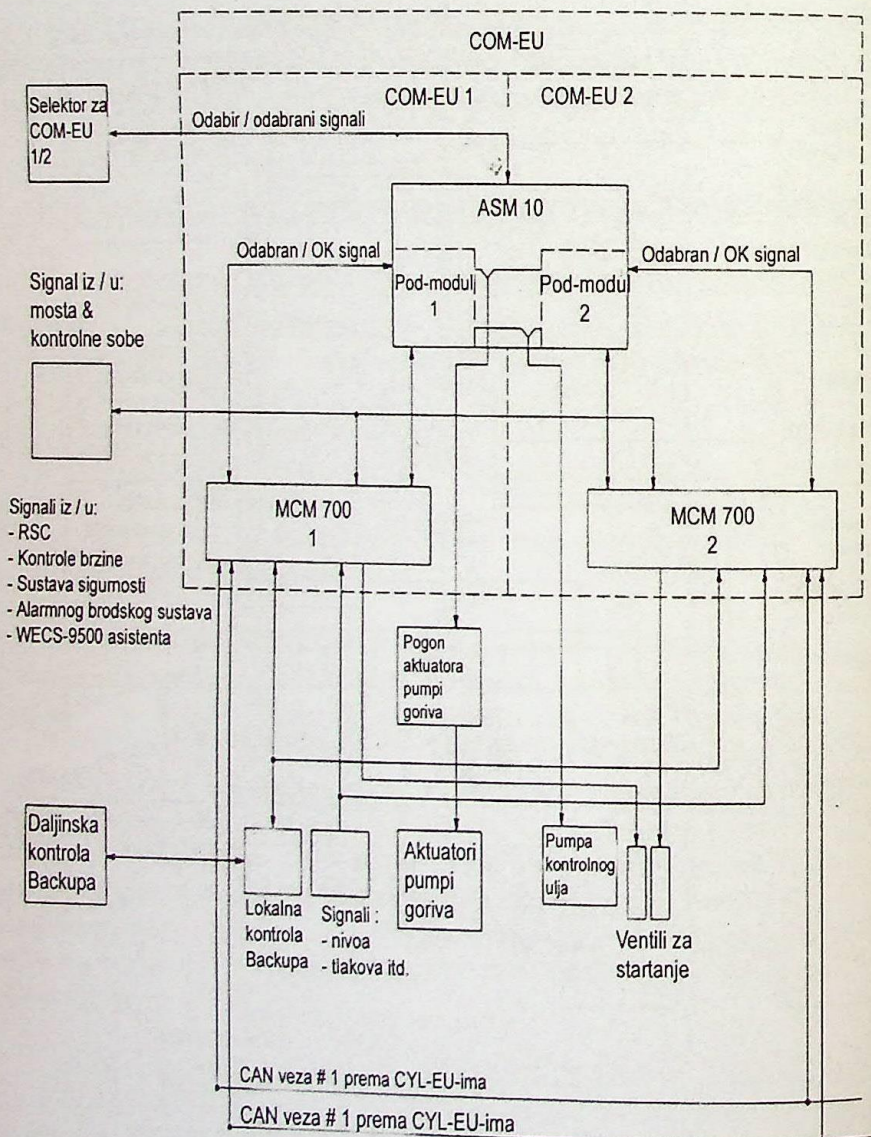 COM-EU
COM-EU 1
COM-EU 2
Selektor za
COM-EU
1/2
Odabir / odabrani signali
ASM 10
Odabran / OK signal
Odabran / OK signal
Pod-modul
1
Pod-modul
2
Signal iz / u:
mosta &
kontrolne sobe
Signali iz / u:
- RSC
- Kontrole brzine
- Sustava sigurnosti
- Alarmnog brodskog sustava
- WECS-9500 asistenta
MCM 700
1
MCM 700
2
Pogon
aktuatora
pumpi
goriva
Daljinska
kontrola
Backupa
Lokalna
kontrola
Backupa
Signali :
- nivoa
- tlakova itd.
Aktuatori
pumpi
goriva
Pumpa
kontrolnog
ulja
Ventili za
startanje
CAN veza # 1 prema CYL-EU-ima
CAN veza # 1 prema CYL-EU-ima